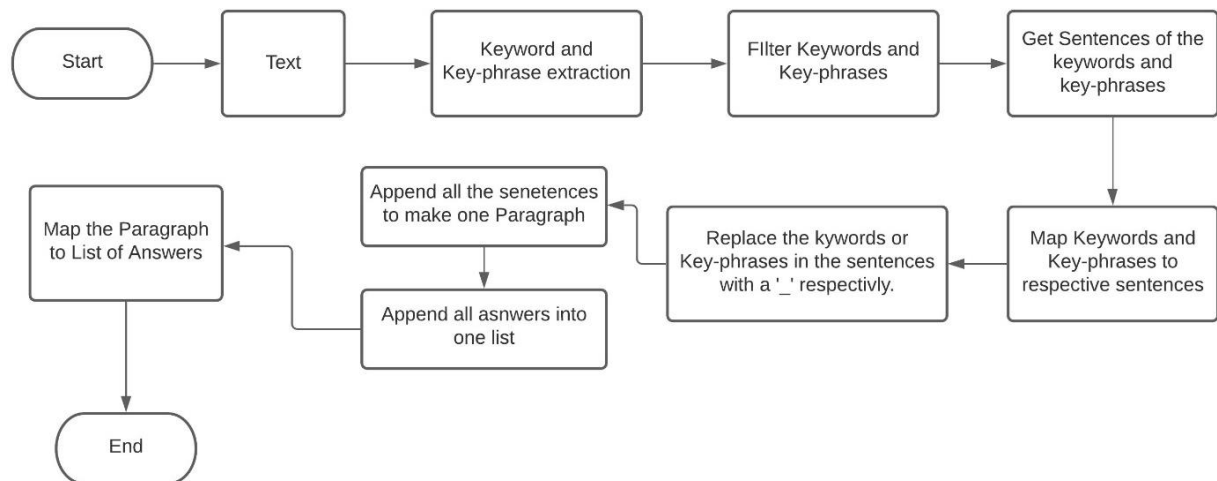 Start
Text
Keyword and
Key-phrase extraction
FIlter Keywords and
Key-phrases
Get Sentences of the
keywords and
key-phrases
Map Keywords and
Key-phrases to
respective sentences
Replace the kywords or
Key-phrases in the sentences
with a '_' respectivly.
Append all the senetences
to make one Paragraph
Append all asnwers into
one list
Map the Paragraph
to List of Answers
End